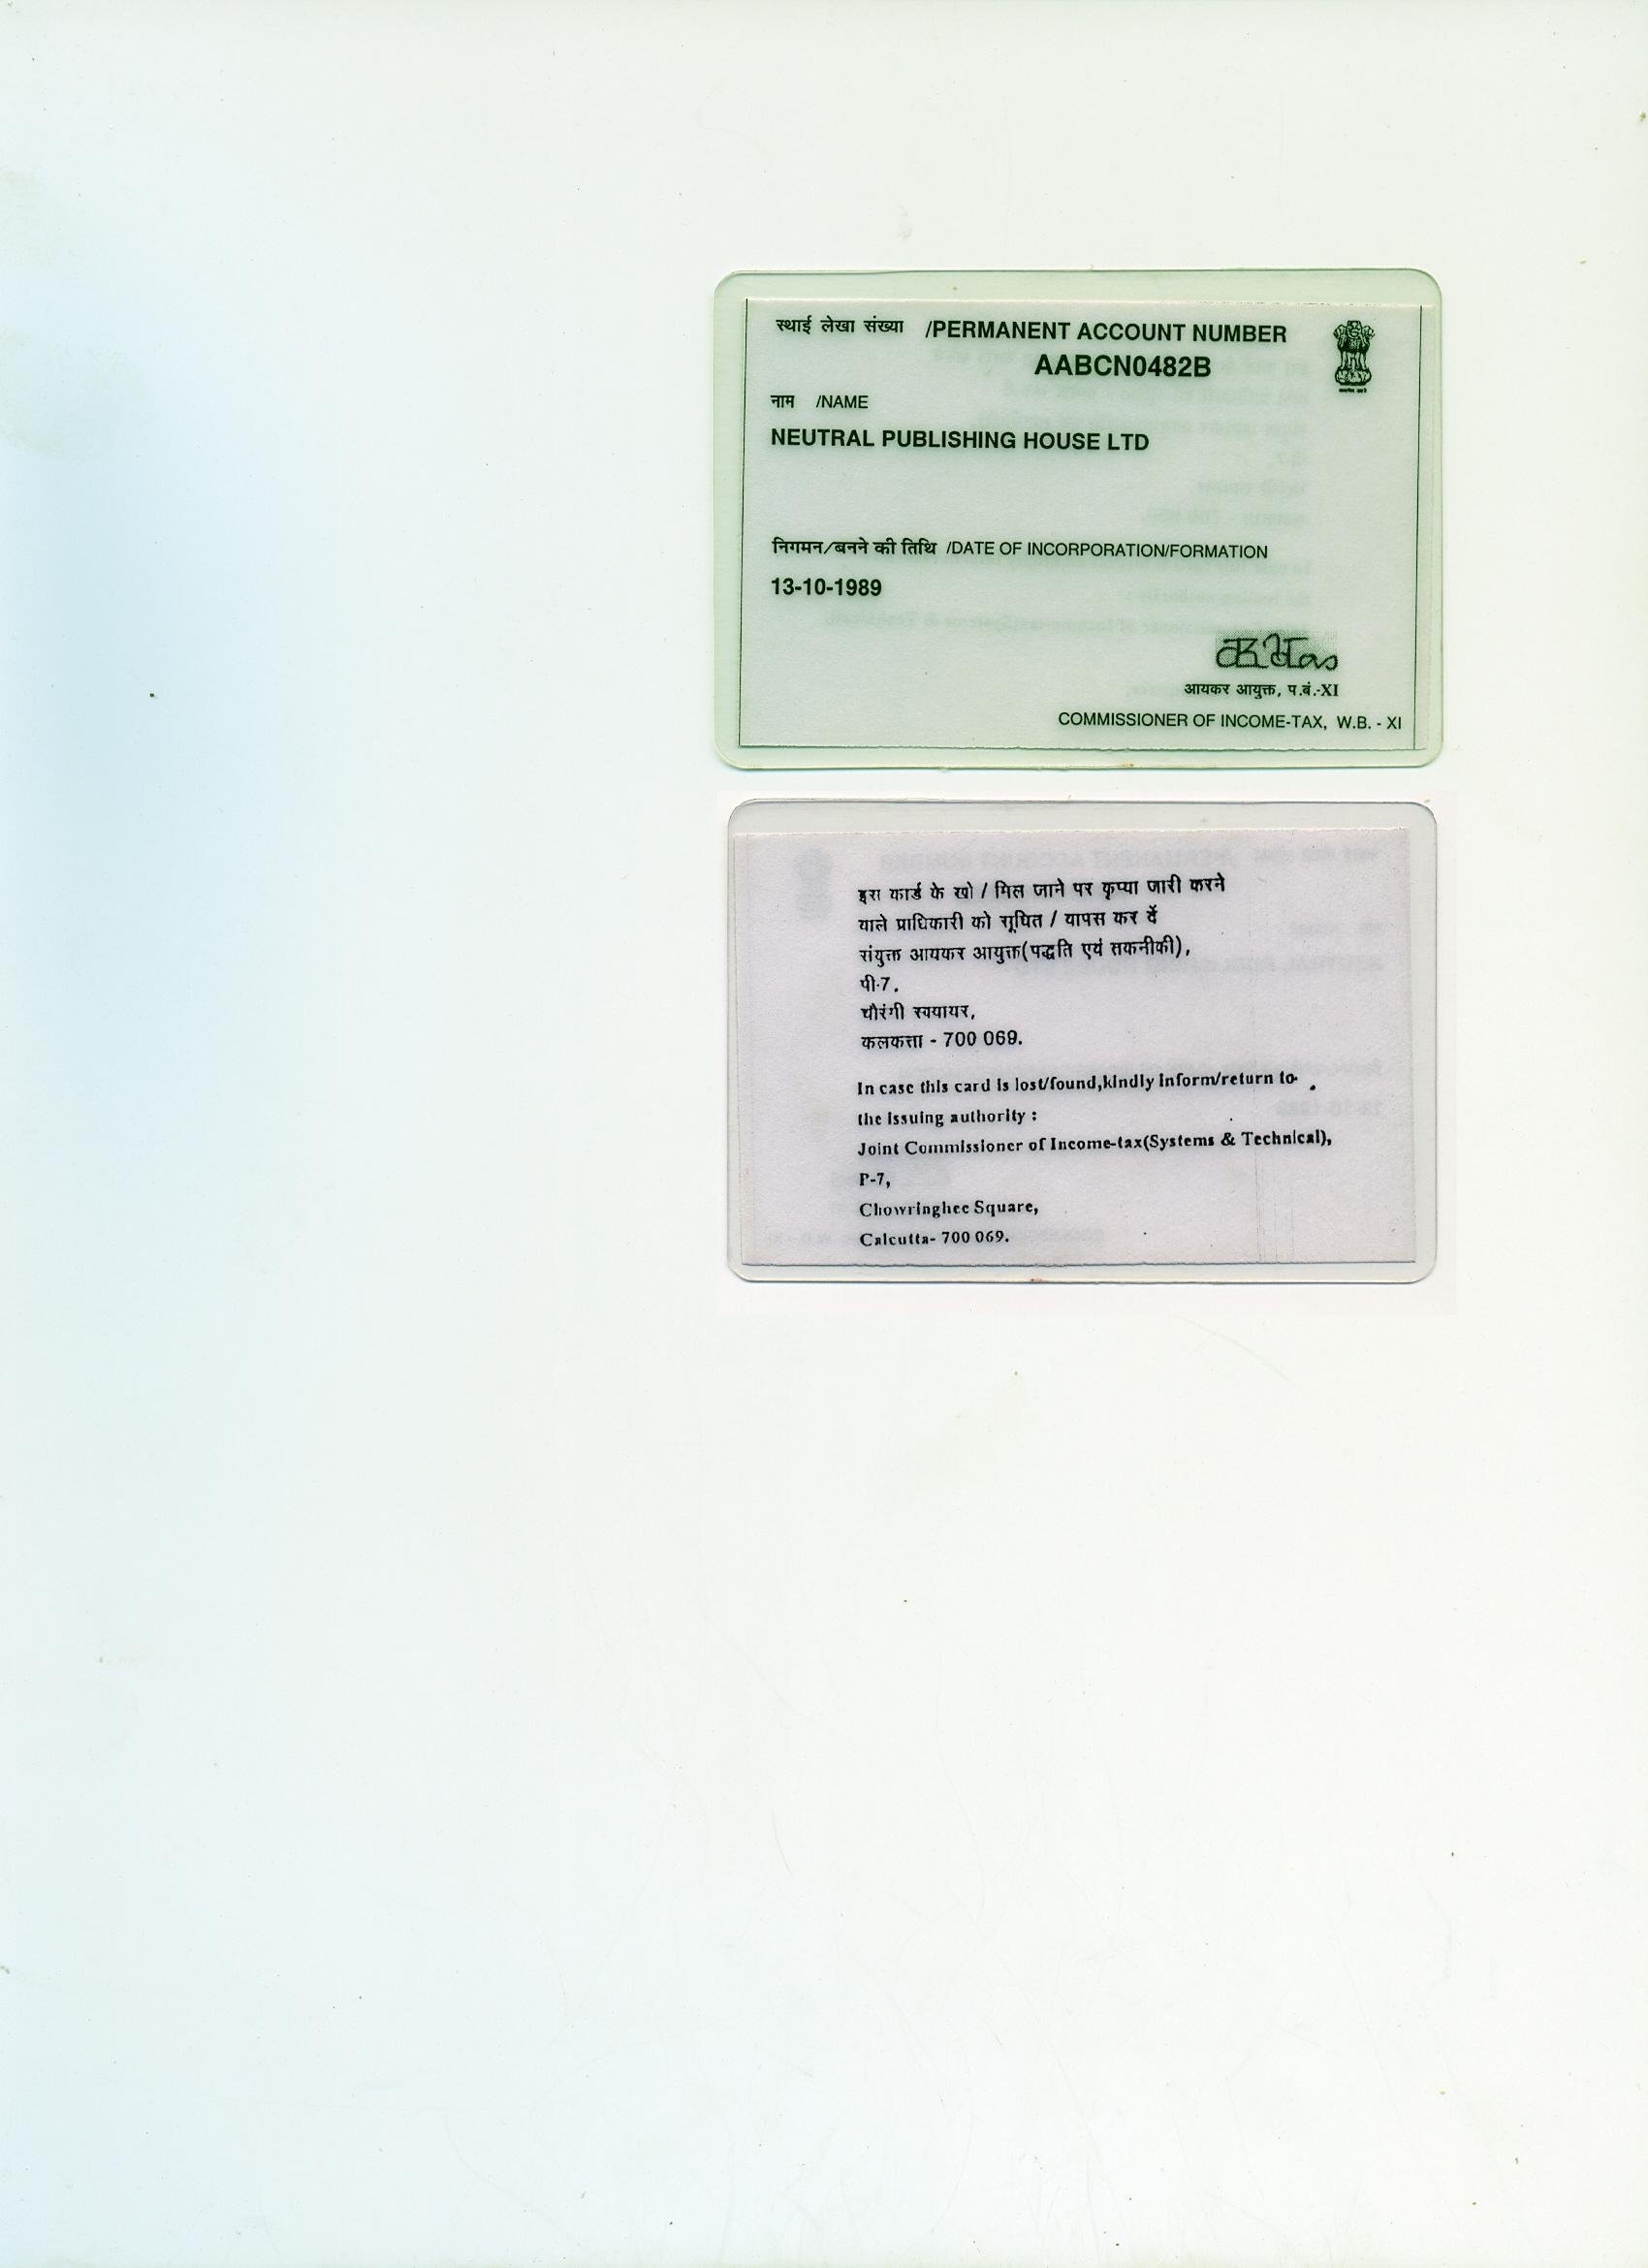 स्थाई लेखा संख्या /PERMANENT ACCOUNT NUMBER
AABCN0482B
नाम /NAME
NEUTRAL PUBLISHING HOUSE LTD
निगमन/बनने की तिथि /DATE OF INCORPORATION/FORMATION
13-10-1989
आयकर आयुक्त, प.बं.-XI
COMMISSIONER OF INCOME-TAX, W.B. - XI
इस कार्ड के खो / मिल जाने पर कृप्या जारी करने
वाले प्राधिकारी को सूचित / वापस कर दें
संयुक्त आयकर आयुक्त(पद्धति एवं तकनीकी),
पी-7,
चौरंगी स्क्वायर,
कलकत्ता - 700 069.
In case this card is lost/found,kindly inform/return to
the issuing authority :
Joint Commissioner of Income-tax(Systems & Technical),
P-7,
Chowringhee Square,
Calcutta- 700 069.